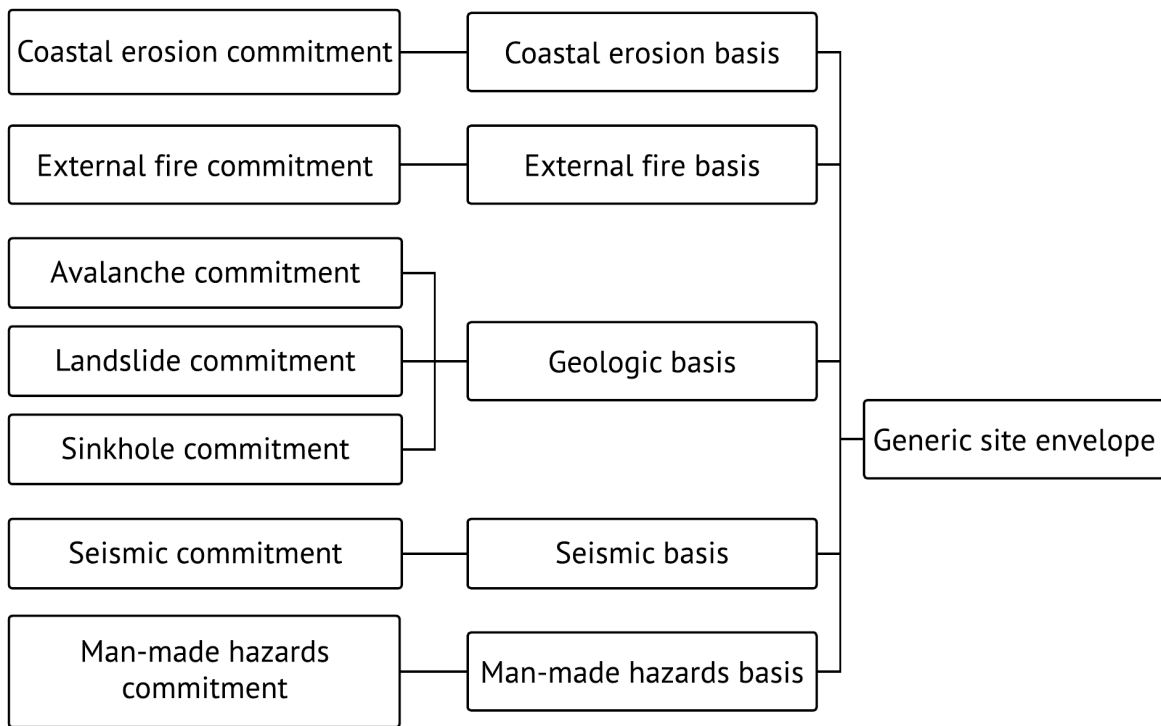 Coastal erosion commitment
Coastal erosion basis
External fire commitment
External fire basis
Avalanche commitment
Landslide commitment
Geologic basis
Sinkhole commitment
Generic site envelope
Seismic commitment
Seismic basis
Man-made hazards
commitment
Man-made hazards basis